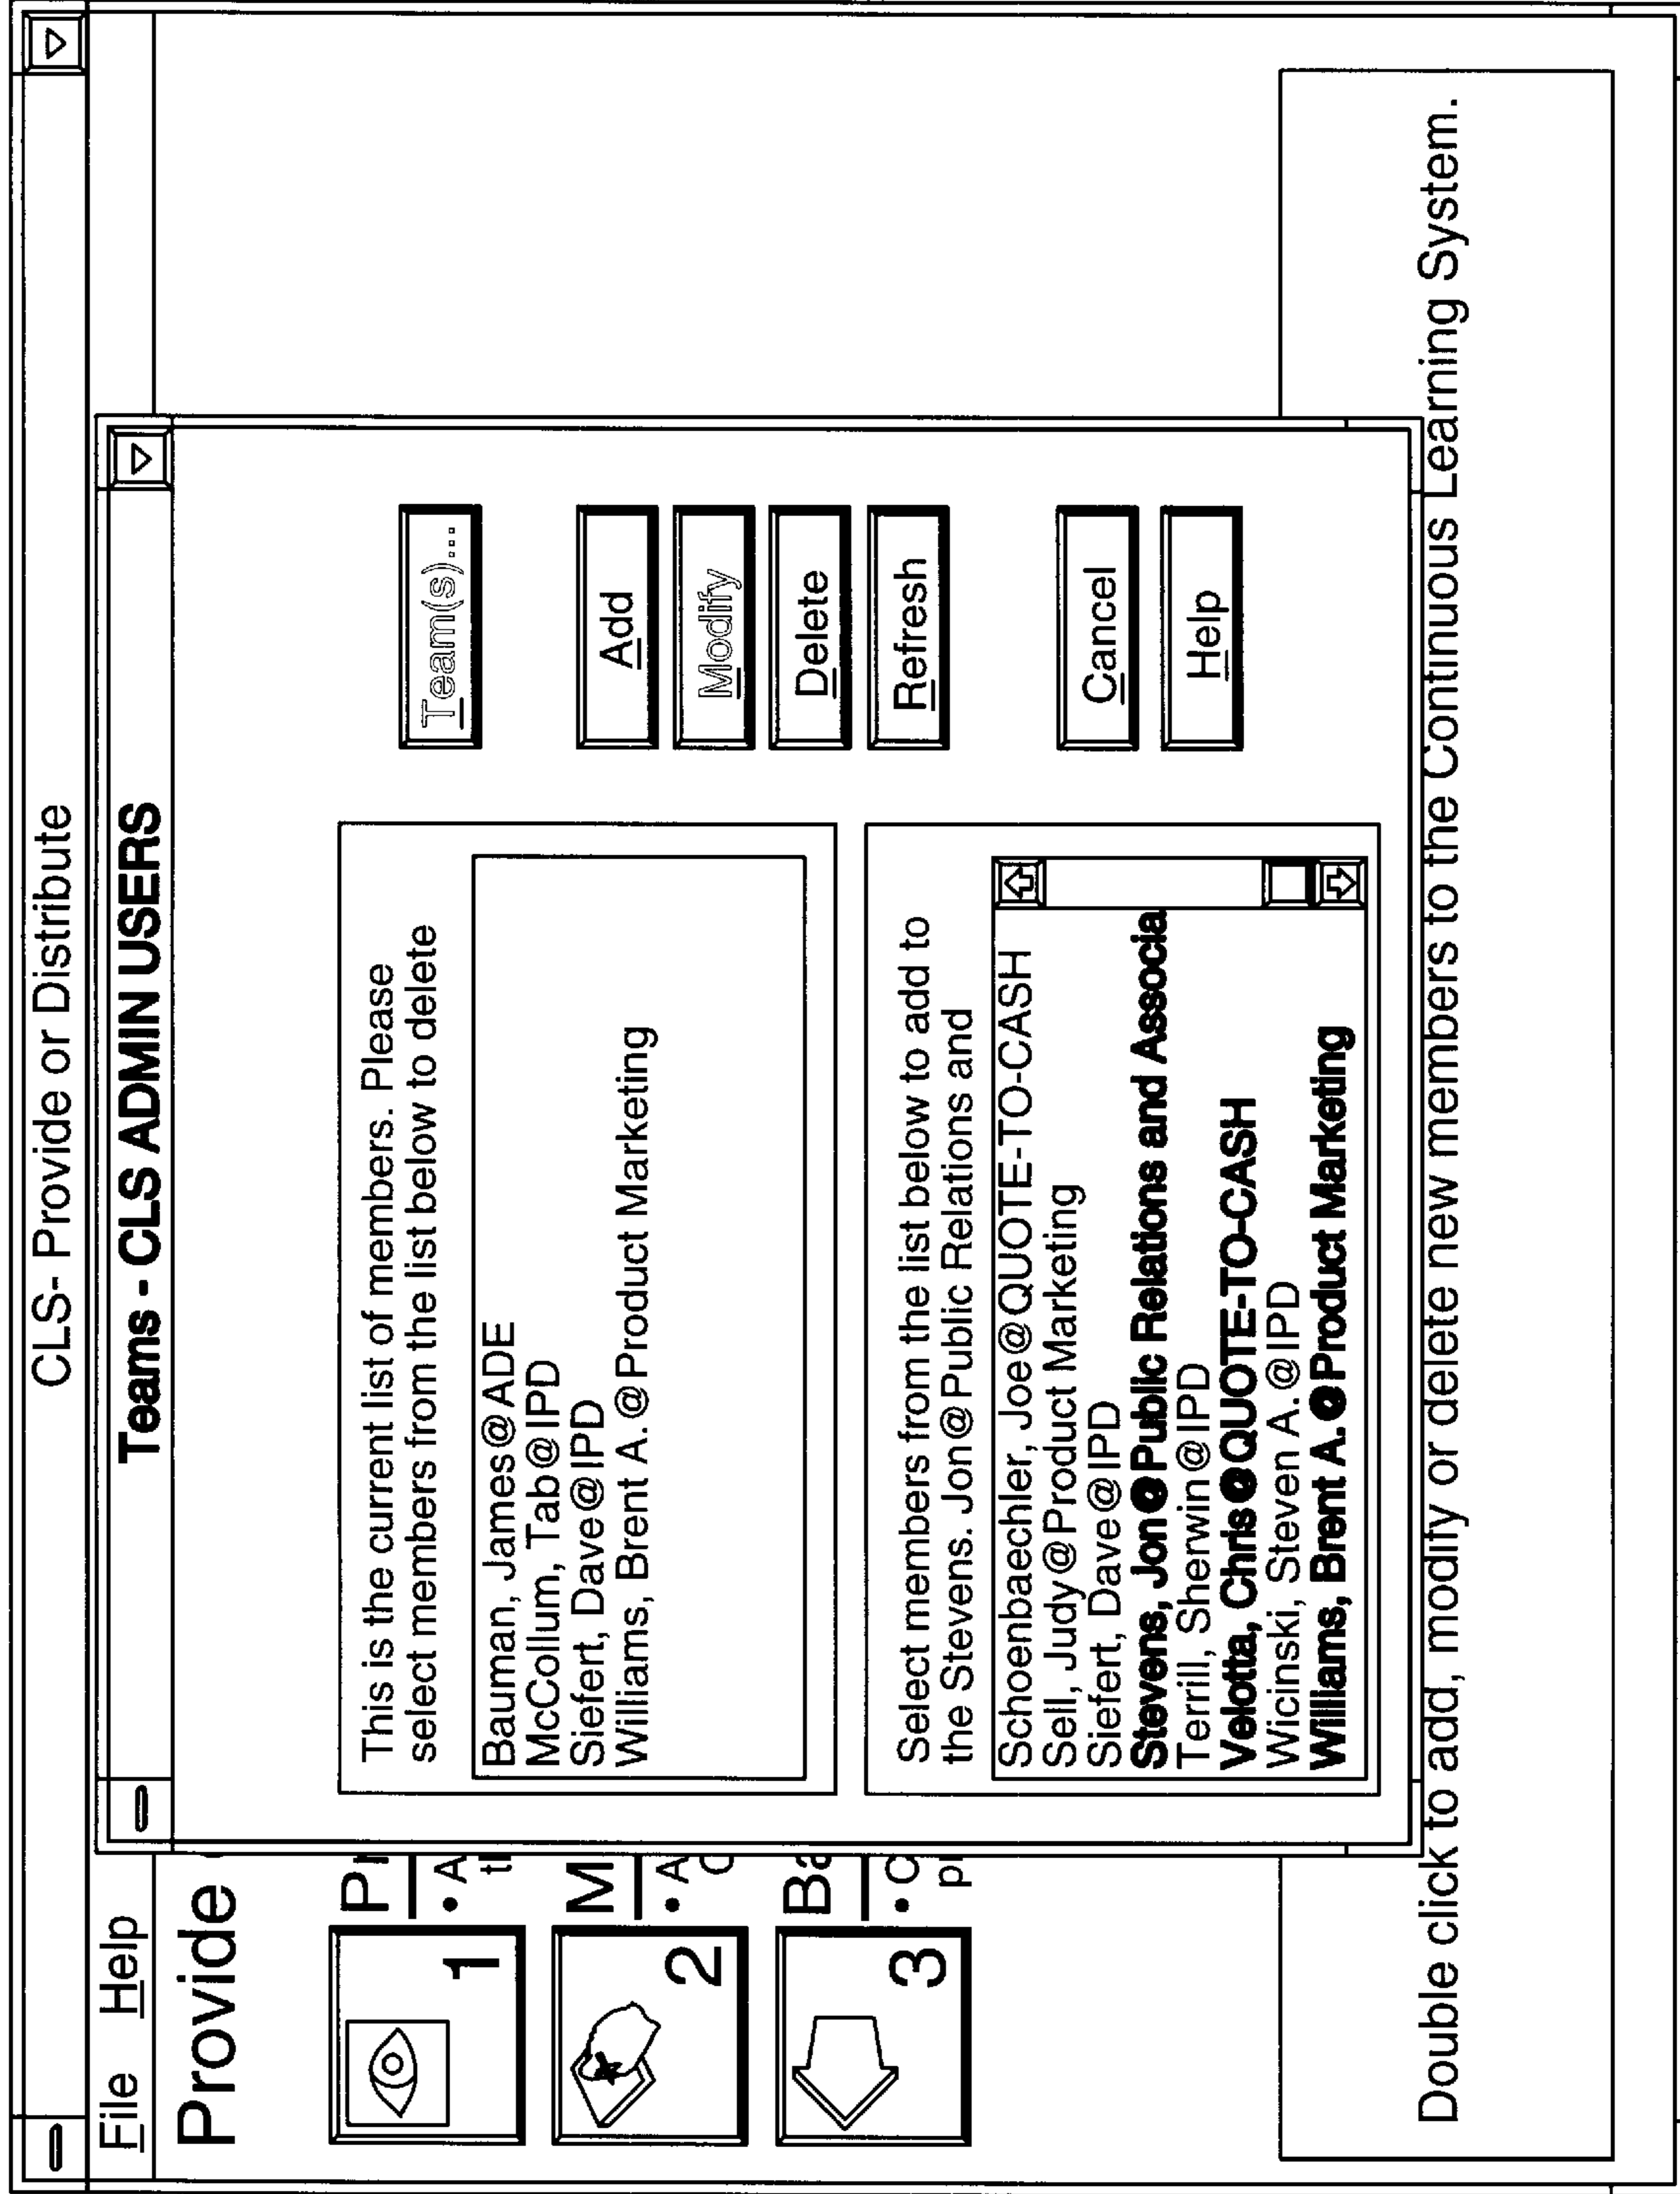 CLS- Provide or Distribute
File Help
Provide
Teams - CLS ADMIN USERS
1
2
3
This is the current list of members. Please
select members from the list below to delete
Bauman, James@ADE
McCollum, Tab@IPD
Siefert, Dave@IPD
Williams, Brent A.@Product Marketing
Select members from the list below to add to
the Stevens. Jon@Public Relations and
Schoenbaechler, Joe@QUOTE-TO-CASH
Sell, Judy@Product Marketing
Siefert, Dave@IPD
Stevens, Jon@Public Relations and Associa
Terrill, Sherwin@IPD
Velotta, Chris@QUOTE-TO-CASH
Wicinski, Steven A.@IPD
Williams, Brent A. @Product Marketing
Team(s)...
Add
Modify
Delete
Refresh
Cancel
Help
Double click to add, modify or delete new members to the Continuous Learning System.